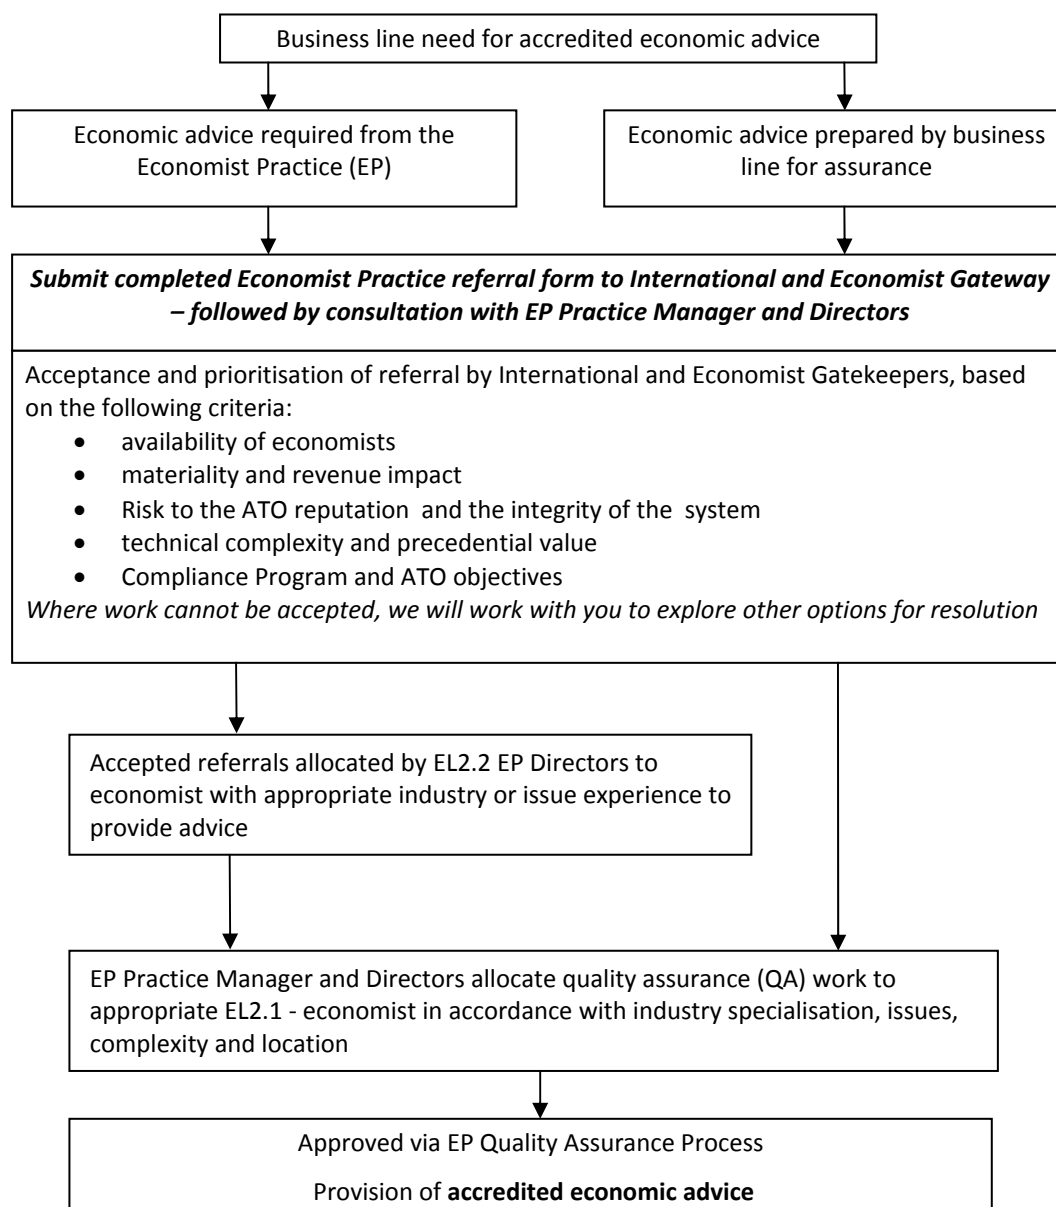 Business line need for accredited economic advice
Economic advice required from the
Economist Practice (EP)
Economic advice prepared by business
line for assurance
Submit completed Economist Practice referral form to International and Economist Gateway
– followed by consultation with EP Practice Manager and Directors
Acceptance and prioritisation of referral by International and Economist Gatekeepers, based
on the following criteria:
• availability of economists
• materiality and revenue impact
• Risk to the ATO reputation and the integrity of the system
• technical complexity and precedential value
• Compliance Program and ATO objectives
Where work cannot be accepted, we will work with you to explore other options for resolution
Accepted referrals allocated by EL2.2 EP Directors to
economist with appropriate industry or issue experience to
provide advice
EP Practice Manager and Directors allocate quality assurance (QA) work to
appropriate EL2.1 - economist in accordance with industry specialisation, issues,
complexity and location
Approved via EP Quality Assurance Process
Provision of accredited economic advice